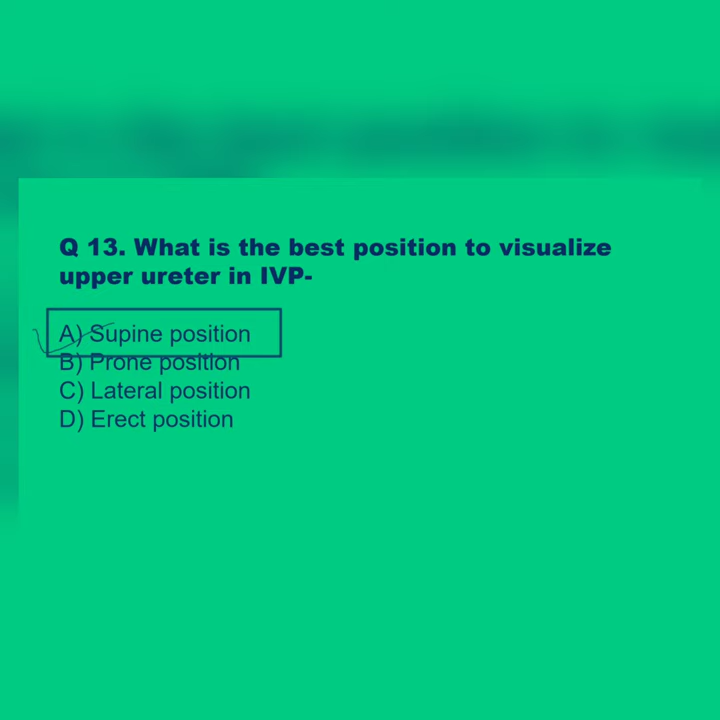 Q 13. What is the best position to visualize
upper ureter in IVP-
A) Supine position
B) Prone position
C) Lateral position
D) Erect position